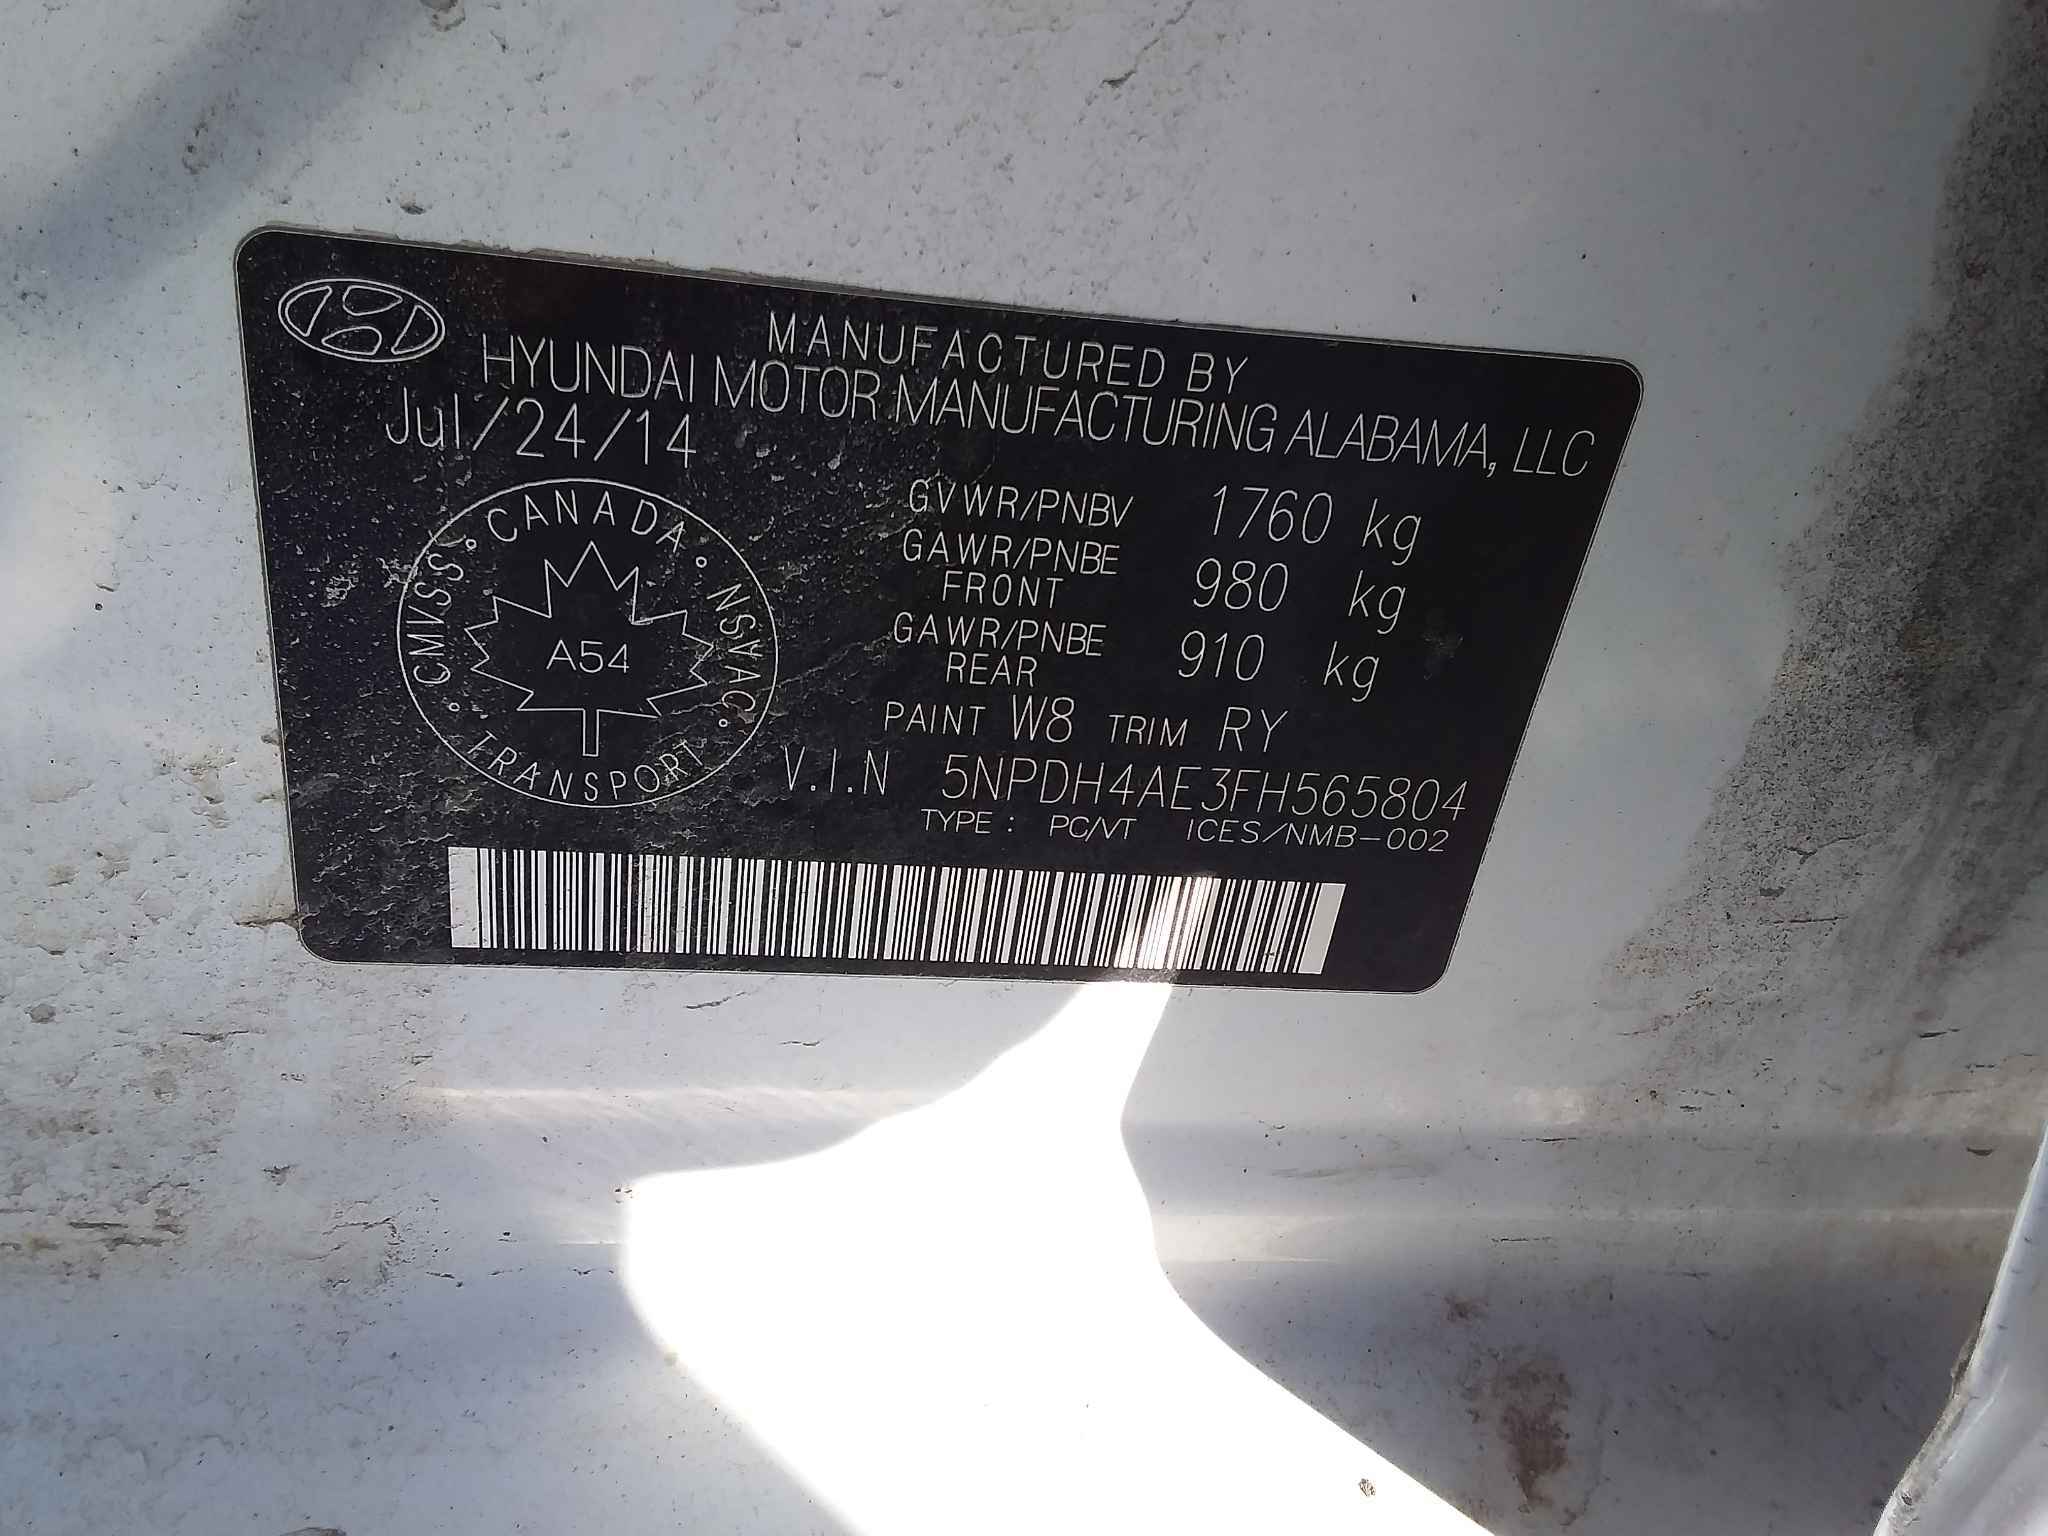 MANUFACTURED BY
HYUNDAI MOTOR MANUFACTURING ALABAMA, LLC
Jul/24/14
CANADA · NSVAC · TRANSPORT · CMVSS ·
A54
GVWR/PNBV 1760 kg
GAWR/PNBE
FRONT 980 kg
GAWR/PNBE
REAR 910 kg
PAINT W8 TRIM RY
V.I.N 5NPDH4AE3FH565804
TYPE : PC/VT ICES/NMB-002